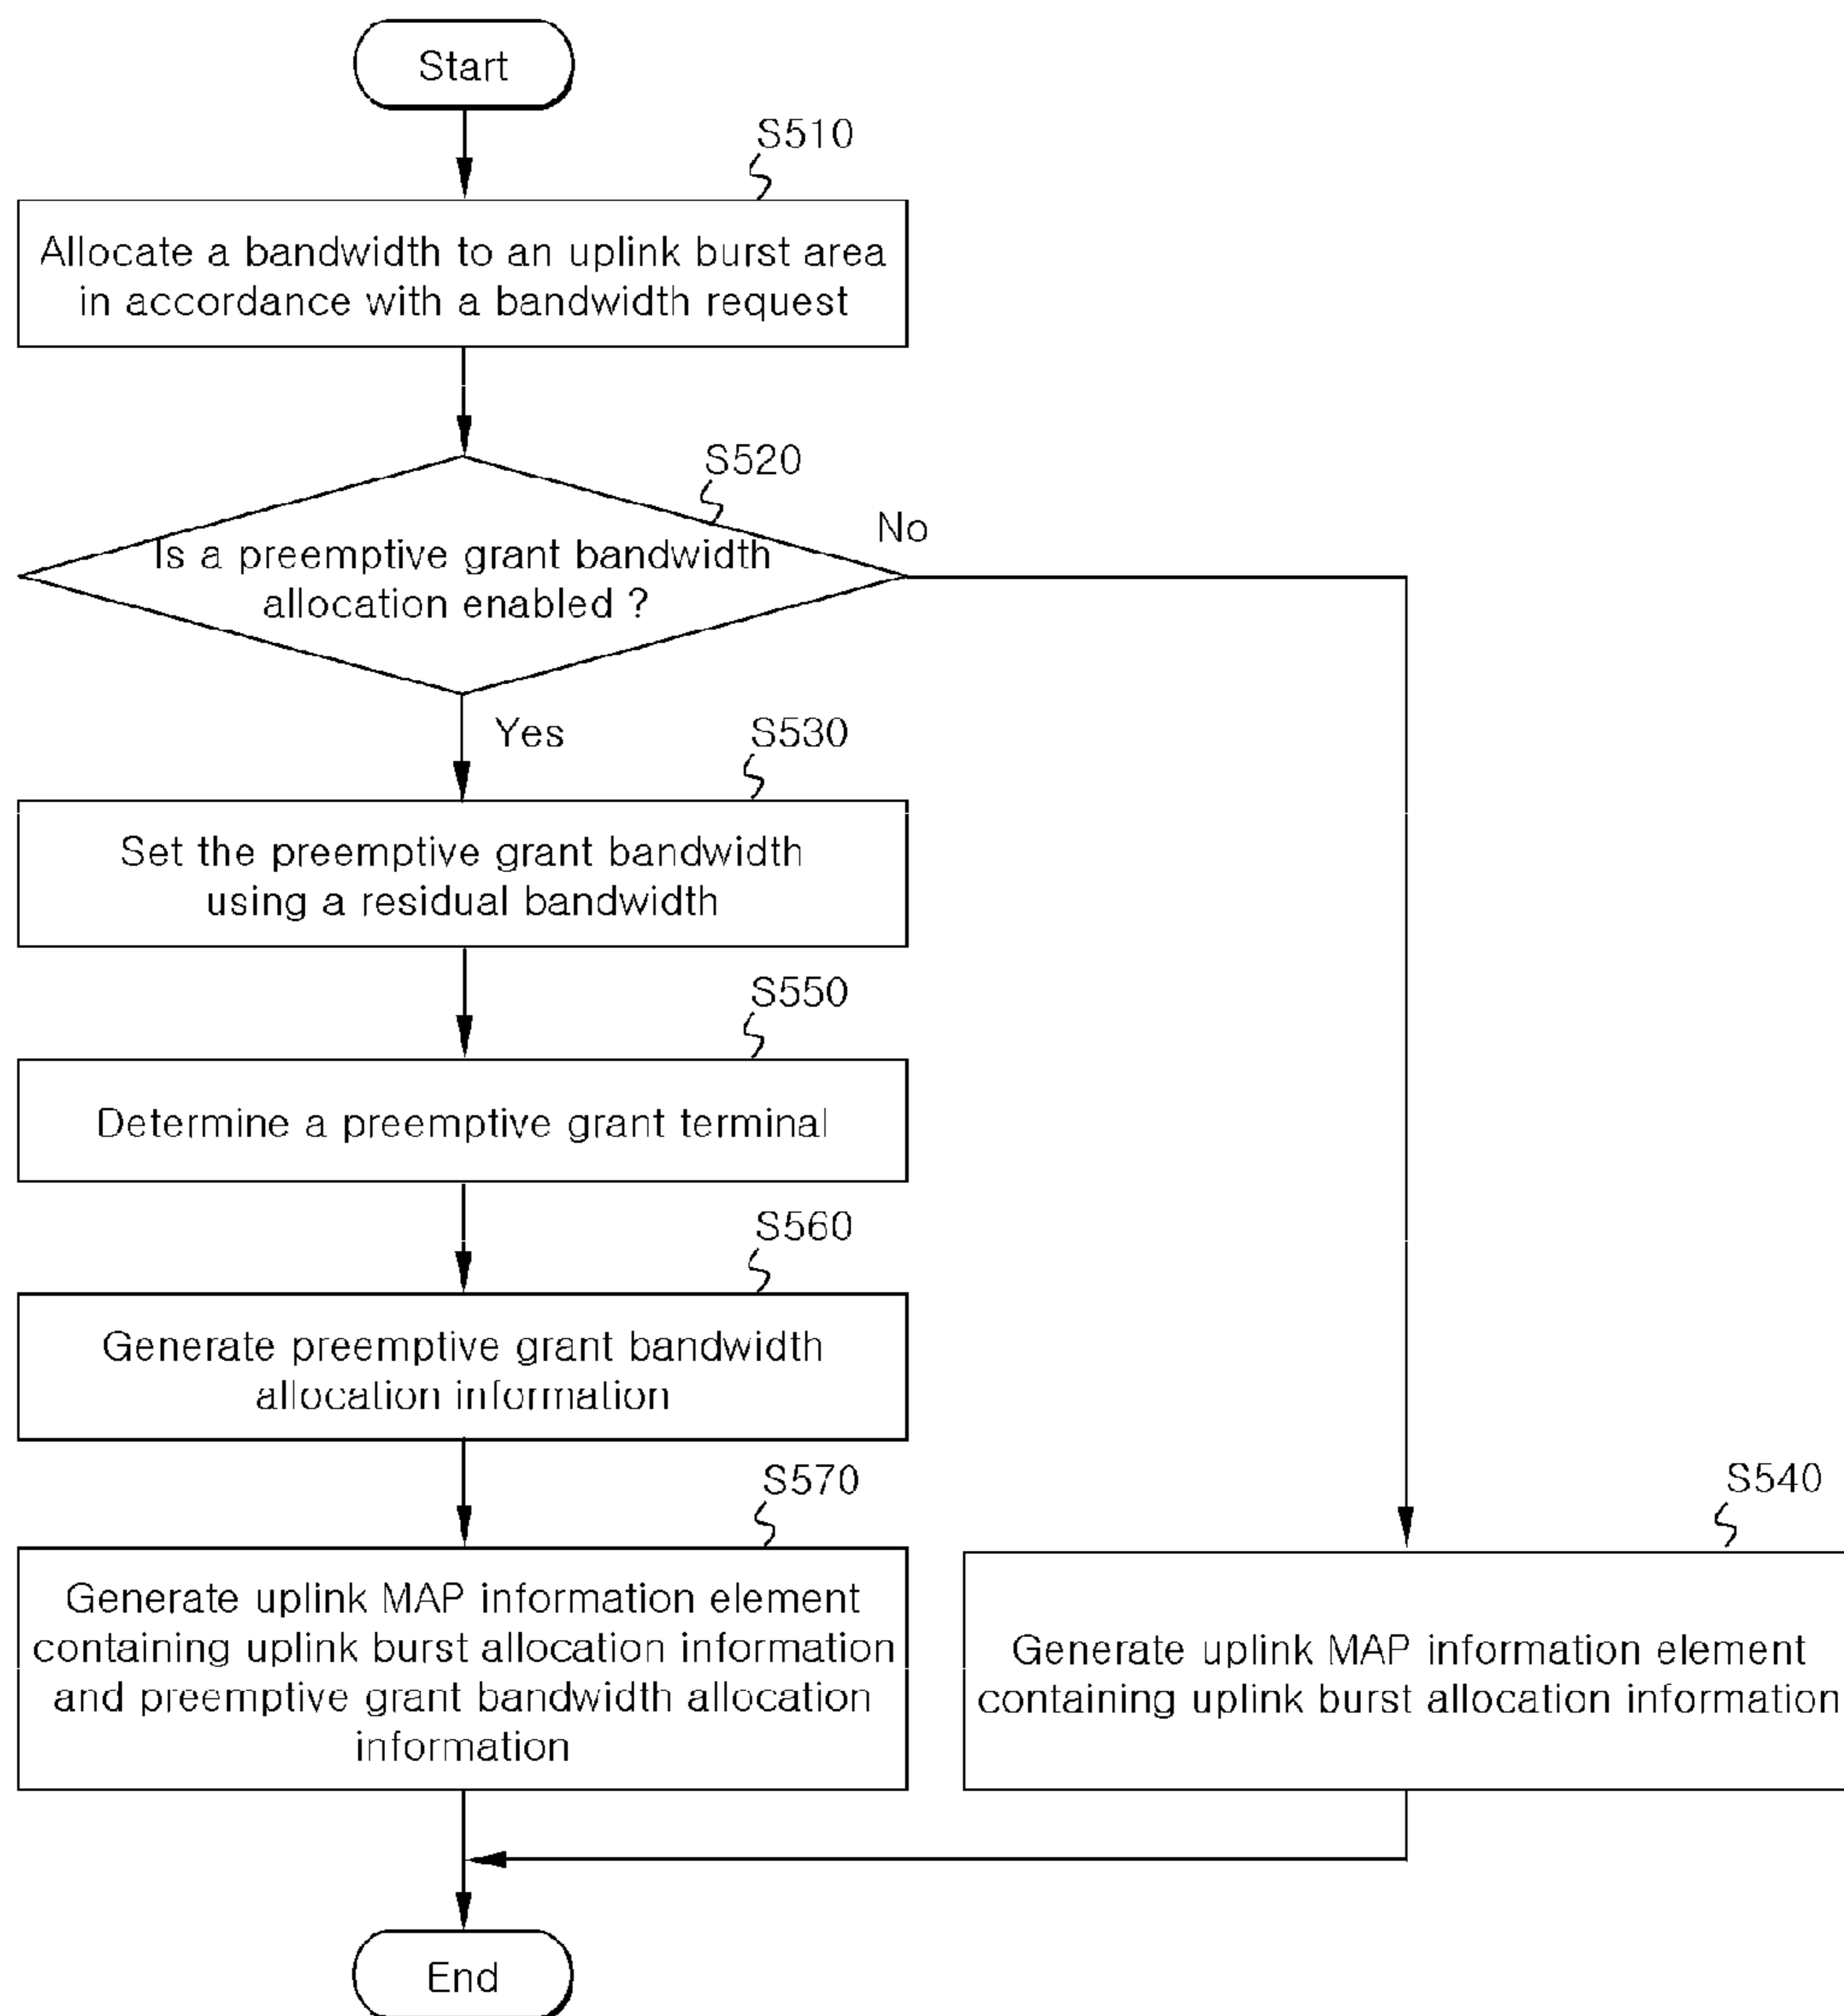 Start
S510
Allocate a bandwidth to an uplink burst area
in accordance with a bandwidth request
S520
Is a preemptive grant bandwidth
allocation enabled ?
No
Yes
S530
Set the preemptive grant bandwidth
using a residual bandwidth
S550
Determine a preemptive grant terminal
S560
Generate preemptive grant bandwidth
allocation information
S570
Generate uplink MAP information element
containing uplink burst allocation information
and preemptive grant bandwidth allocation
information
S540
Generate uplink MAP information element
containing uplink burst allocation information
End